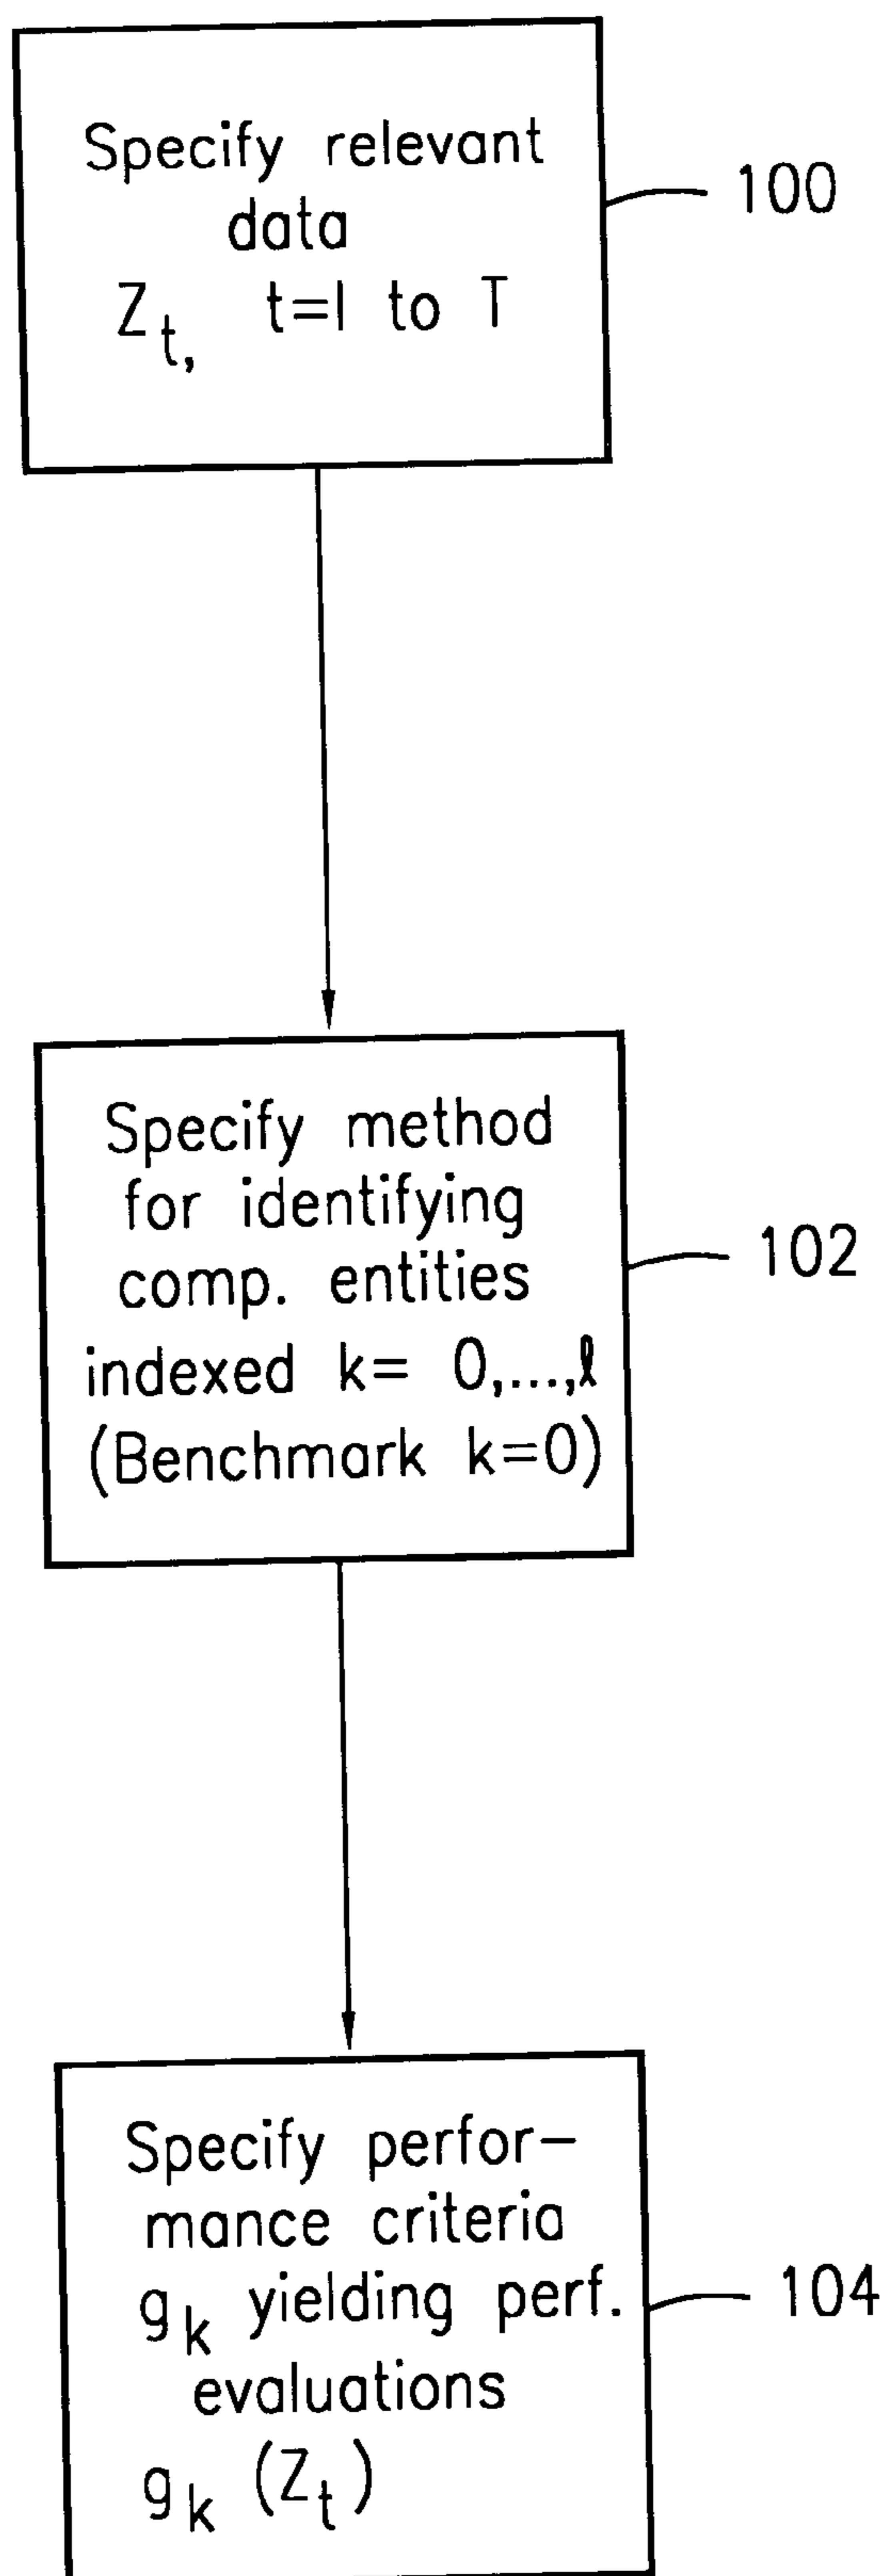 Specify relevant
data
Z_t, t=1 to T
100
Specify method
for identifying
comp. entities
indexed k= 0,...,ℓ
(Benchmark k=0)
102
Specify perfor-
mance criteria
g_k yielding perf.
evaluations
g_k (Z_t)
104